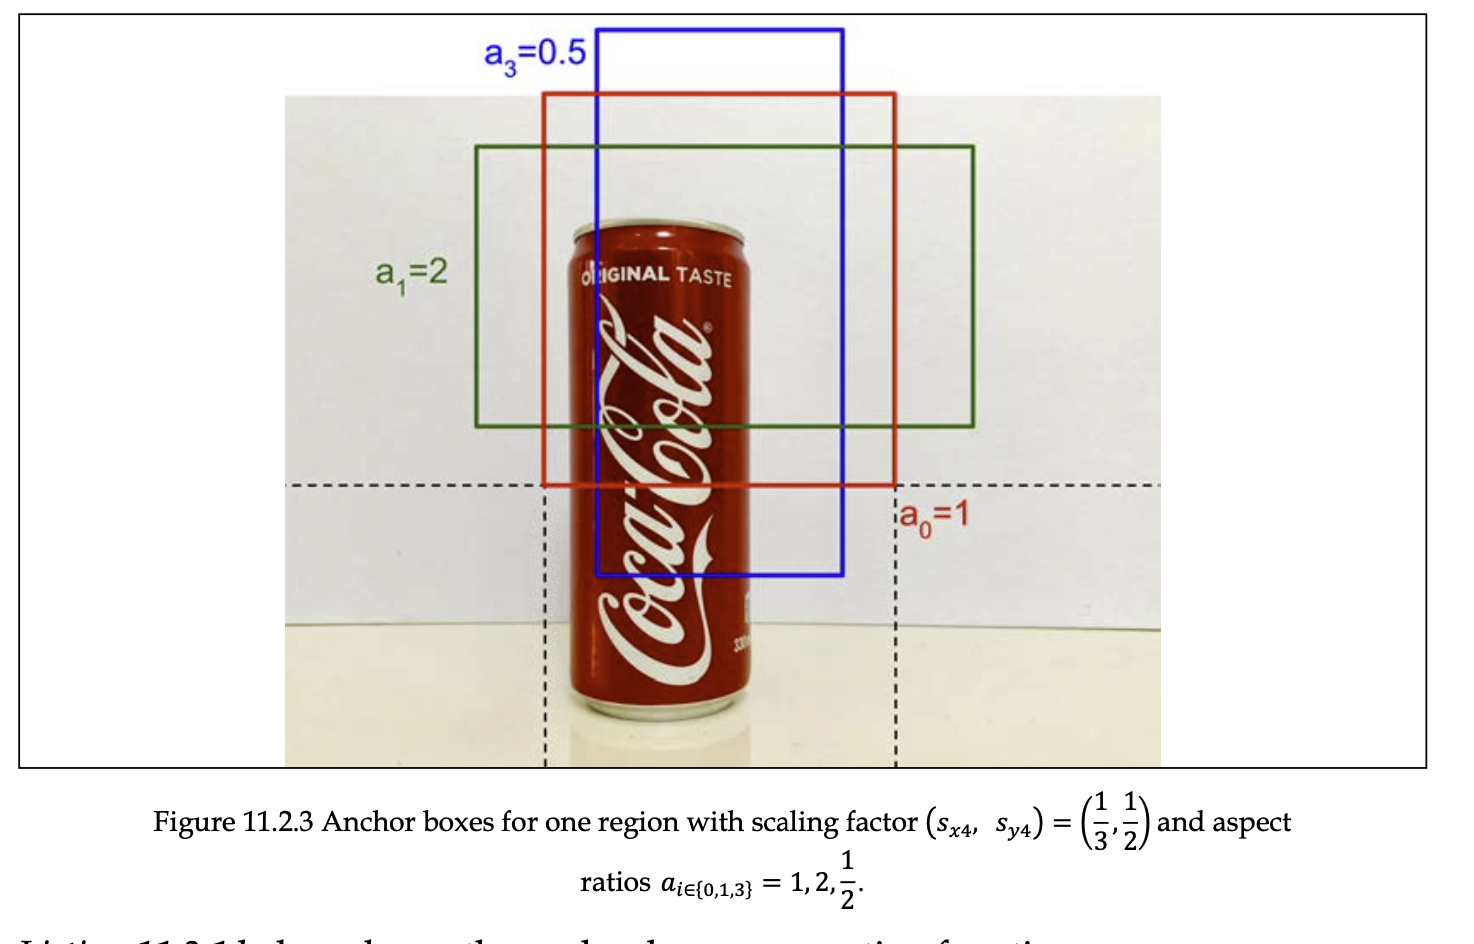 a3=0.5
a1=2
ORIGINAL TASTE
Coca-Cola
®
a0=1
Figure 11.2.3 Anchor boxes for one region with scaling factor (sx4, sy4) = (1/3, 1/2) and aspect
ratios ai∈{0,1,3} = 1, 2, 1/2.